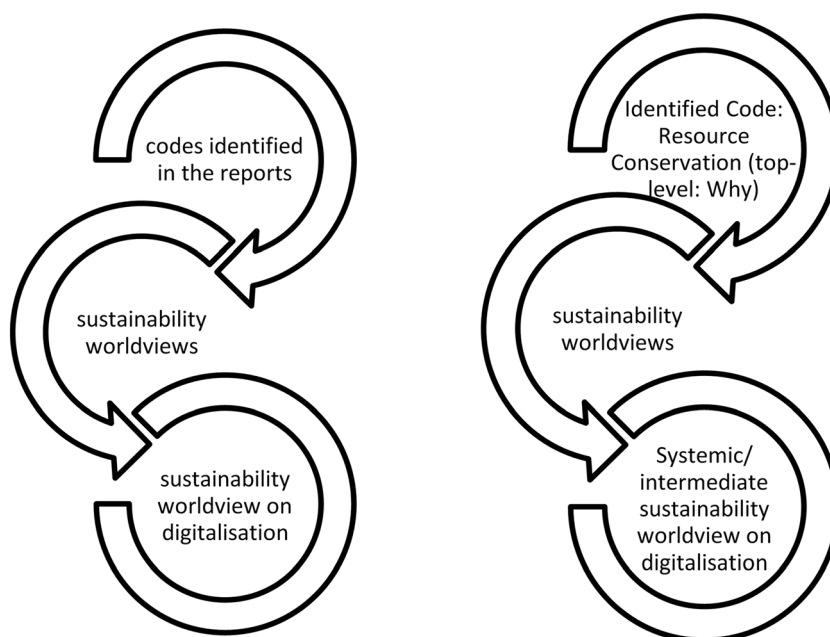 codes identified
in the reports
sustainability
worldviews
sustainability
worldview on
digitalisation
Identified Code:
Resource
Conservation (top-
level: Why)
sustainability
worldviews
Systemic/
intermediate
sustainability
worldview on
digitalisation